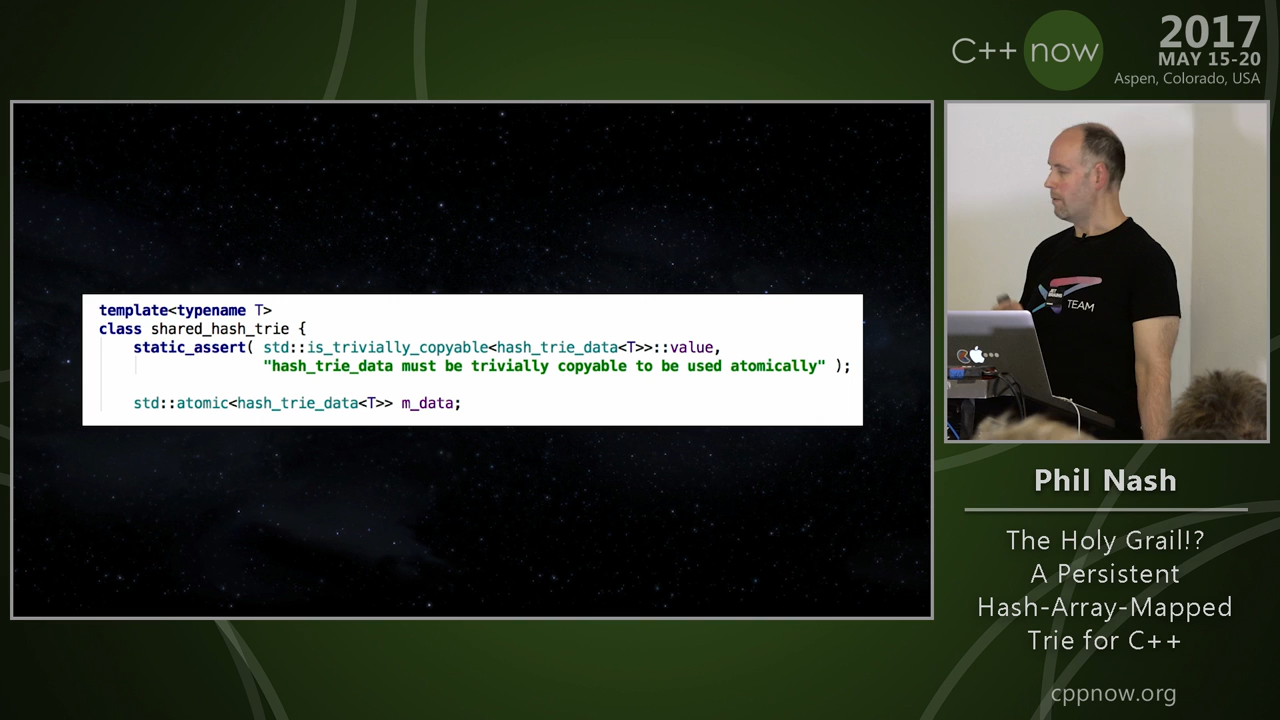 C++ now
2017
MAY 15-20
Aspen, Colorado, USA
template<typename T>
class shared_hash_trie {
static_assert( std::is_trivially_copyable<hash_trie_data<T>>::value,
"hash_trie_data must be trivially copyable to be used atomically" );
std::atomic<hash_trie_data<T>> m_data;
TEAM
Phil Nash
The Holy Grail!?
A Persistent
Hash-Array-Mapped
Trie for C++
cppnow.org